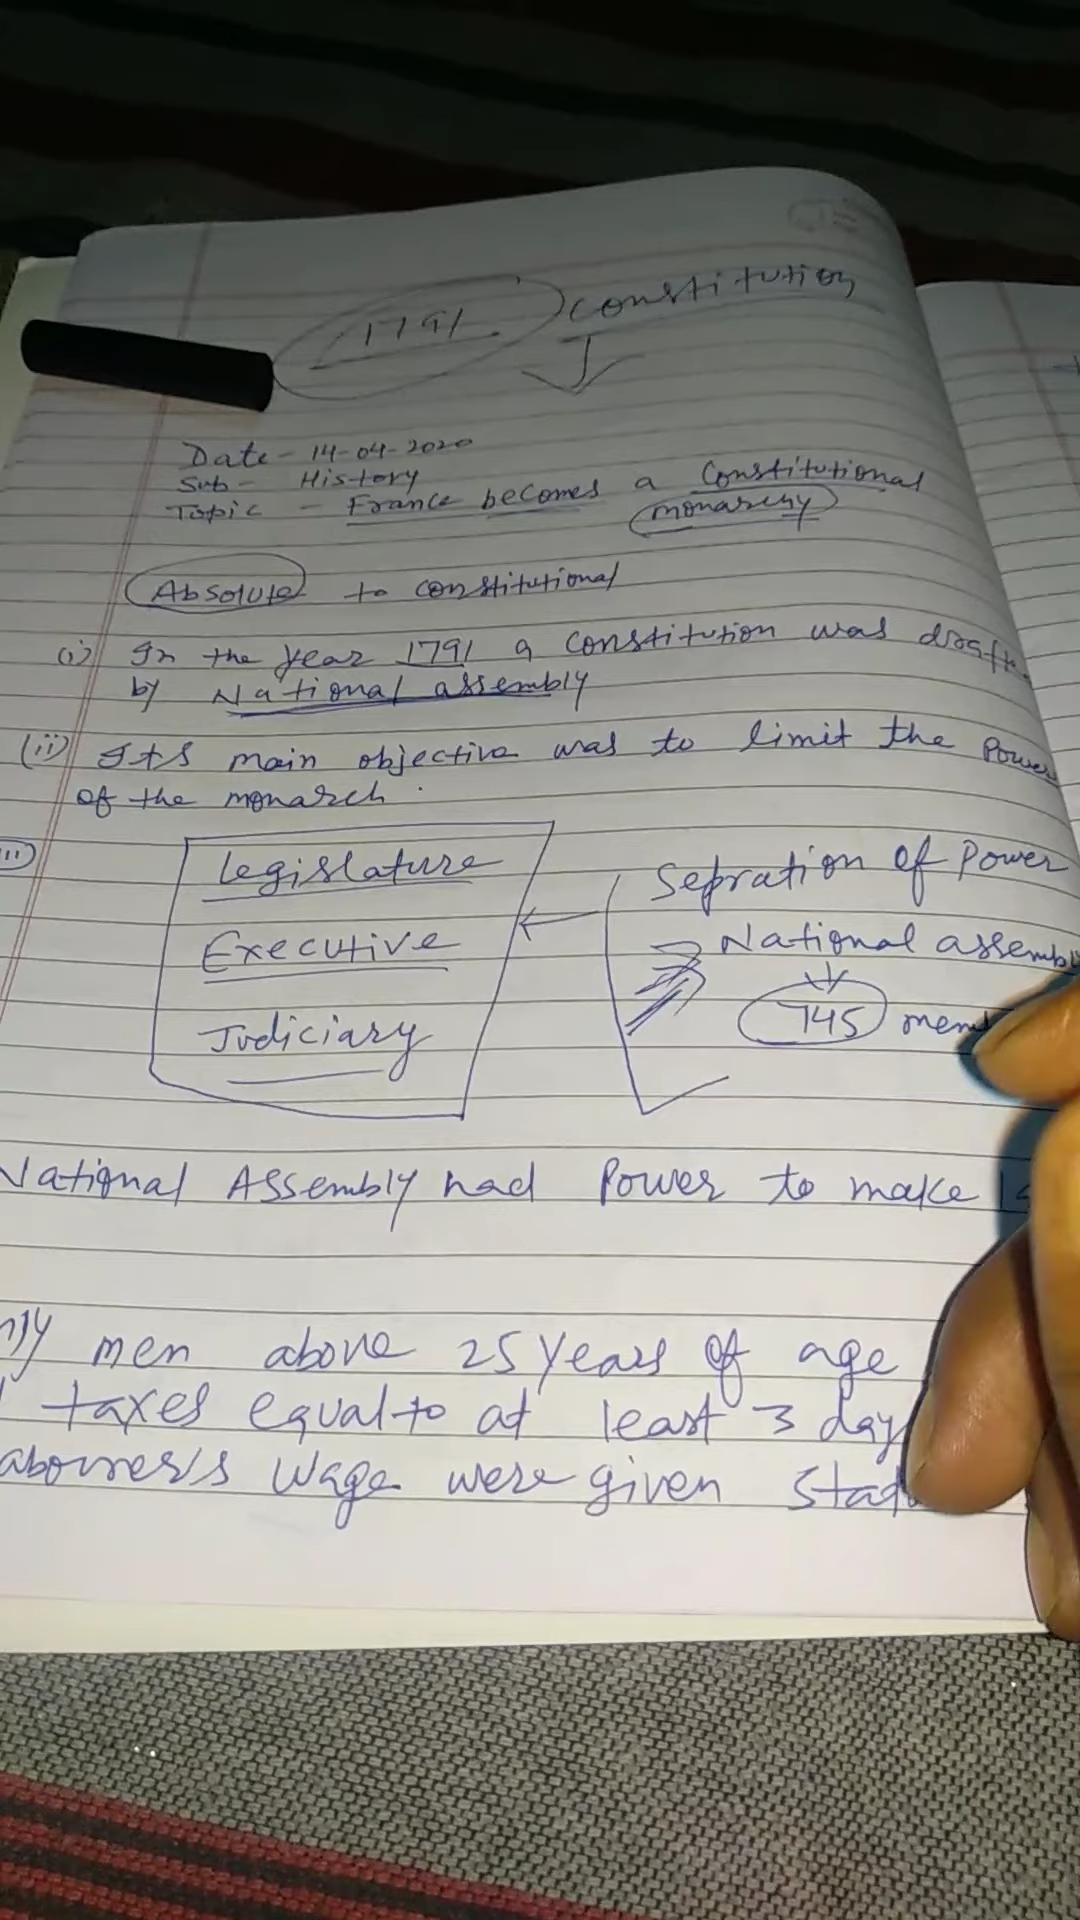 1791 constitution
Date - 14-04-2020
Sub - History
Topic - France becomes a Constitutional
monarchy
Absolute to constitutional
(i) In the year 1791 a constitution was draft
by National assembly
(ii) Its main objective was to limit the Power
of the monarch.
Legislature
Sepration of Power
Executive
National assembly
745
Judiciary
National Assembly had Power to make
men above 25 years of age
taxes equal to at least 3 day
wage were given